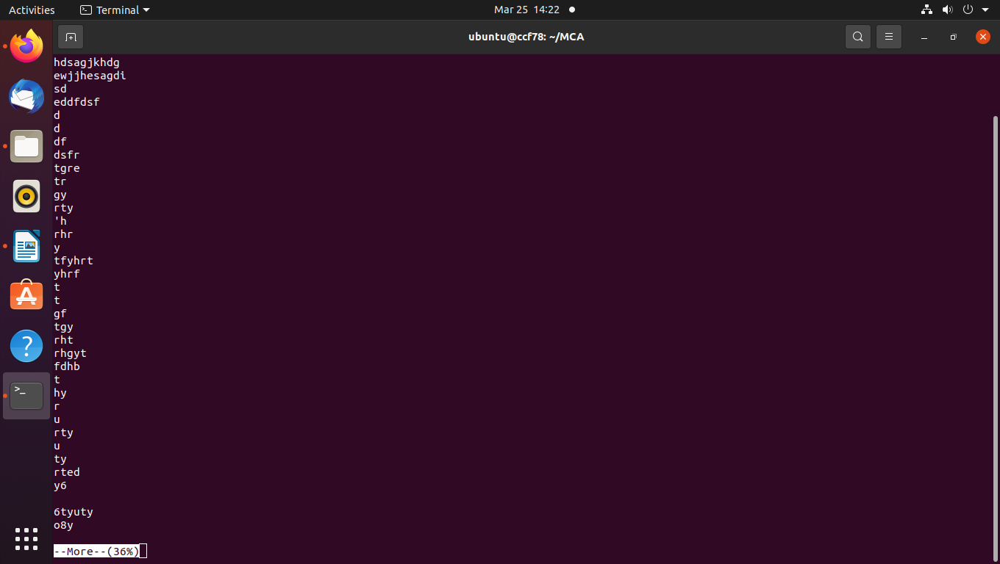 Activities Terminal Mar 25 14:22
ubuntu@ccf78: ~/MCA
hdsagjkhdg
ewjjhesagdi
sd
eddfdsf
d
d
df
dsfr
tgre
tr
gy
rty
'h
rhr
y
tfyhrt
yhrf
t
t
gf
tgy
rht
rhgyt
fdhb
t
hy
r
u
rty
u
ty
rted
y6
6tyuty
o8y
--More--(36%)